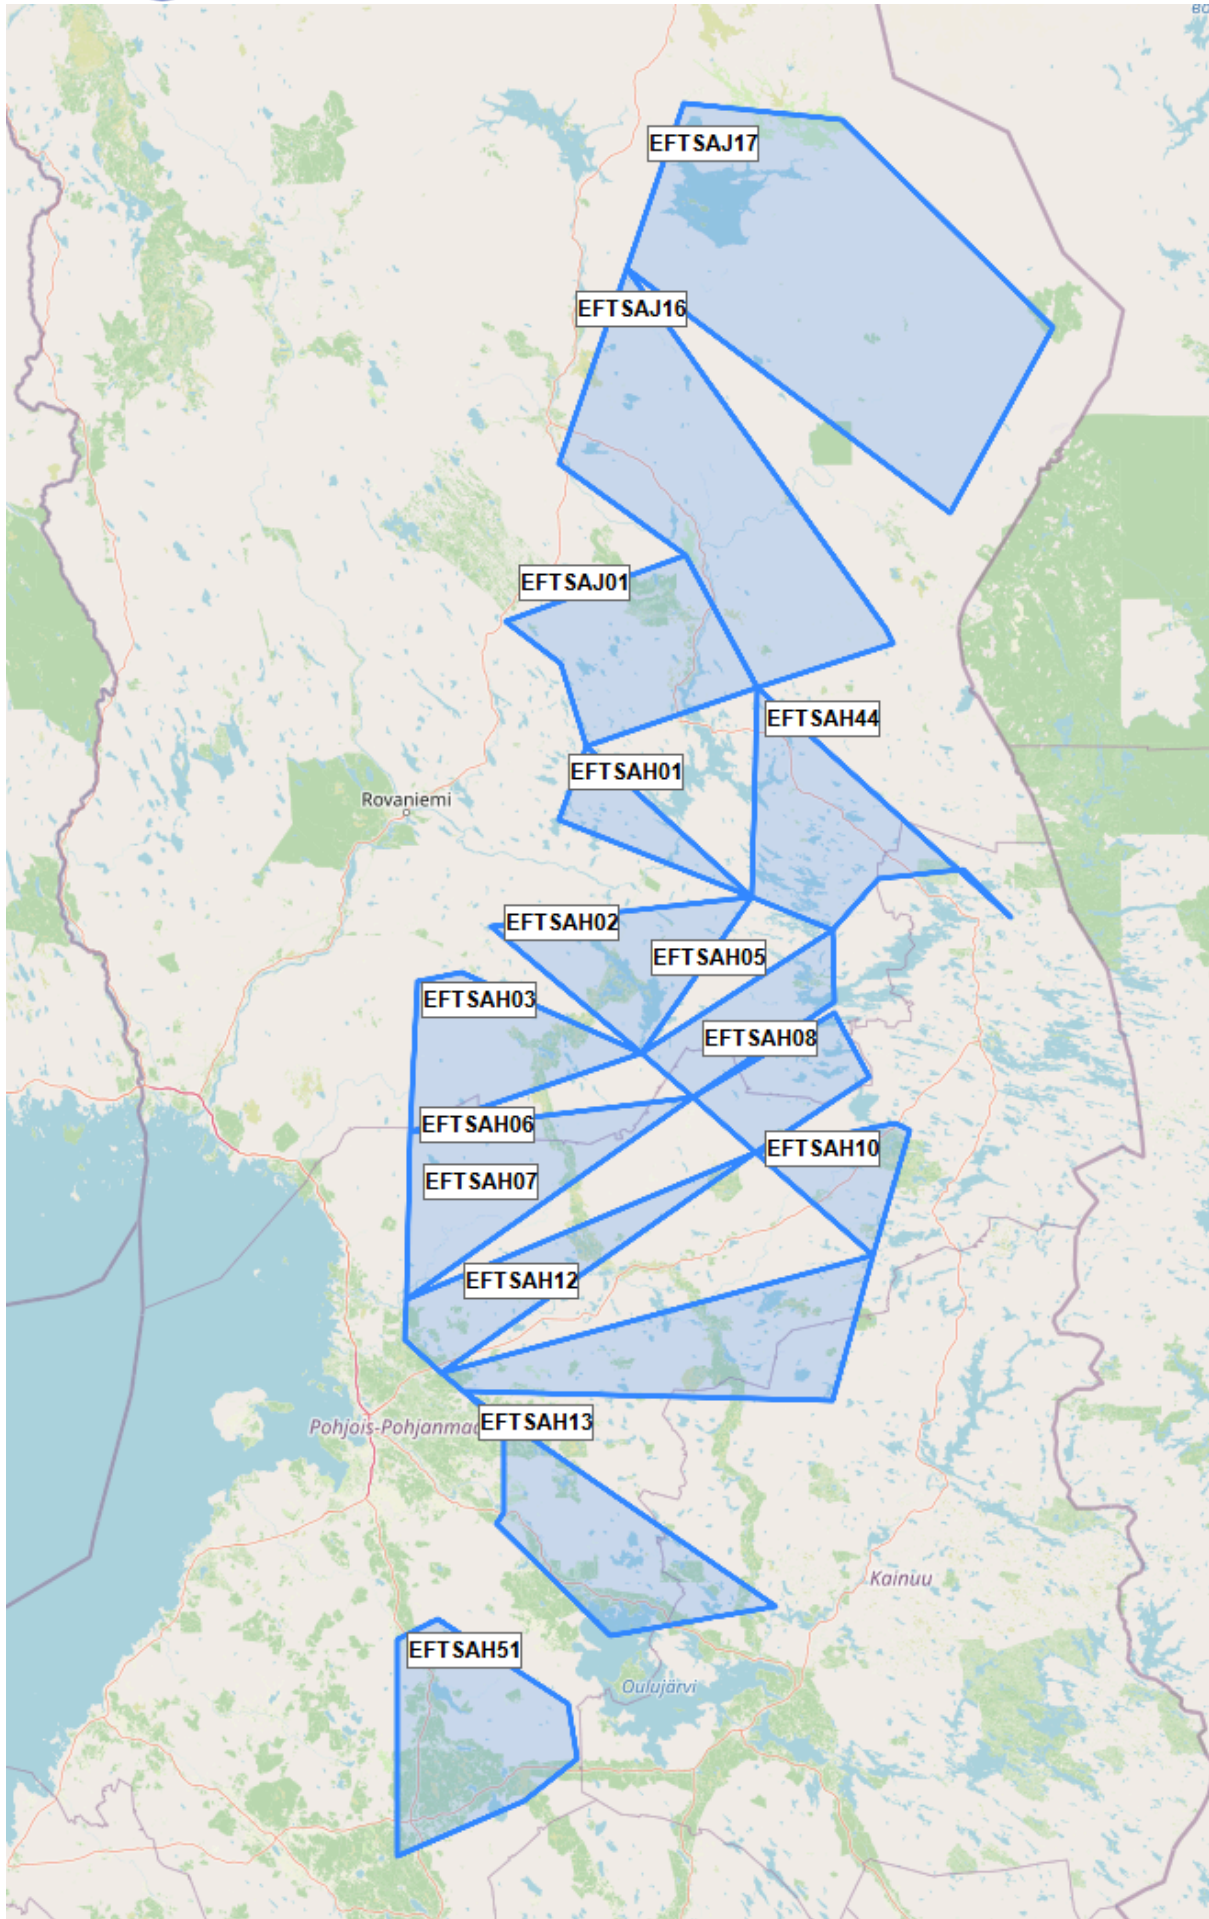 EFTSAJ17
EFTSAJ16
EFTSAJ01
EFTSAH44
EFTSAH01
Rovaniemi
EFTSAH02
EFTSAH05
EFTSAH03
EFTSAH08
EFTSAH06
EFTSAH10
EFTSAH07
EFTSAH12
EFTSAH13
Pohjois-Pohjanmaa
Kainuu
EFTSAH51
Oulujärvi